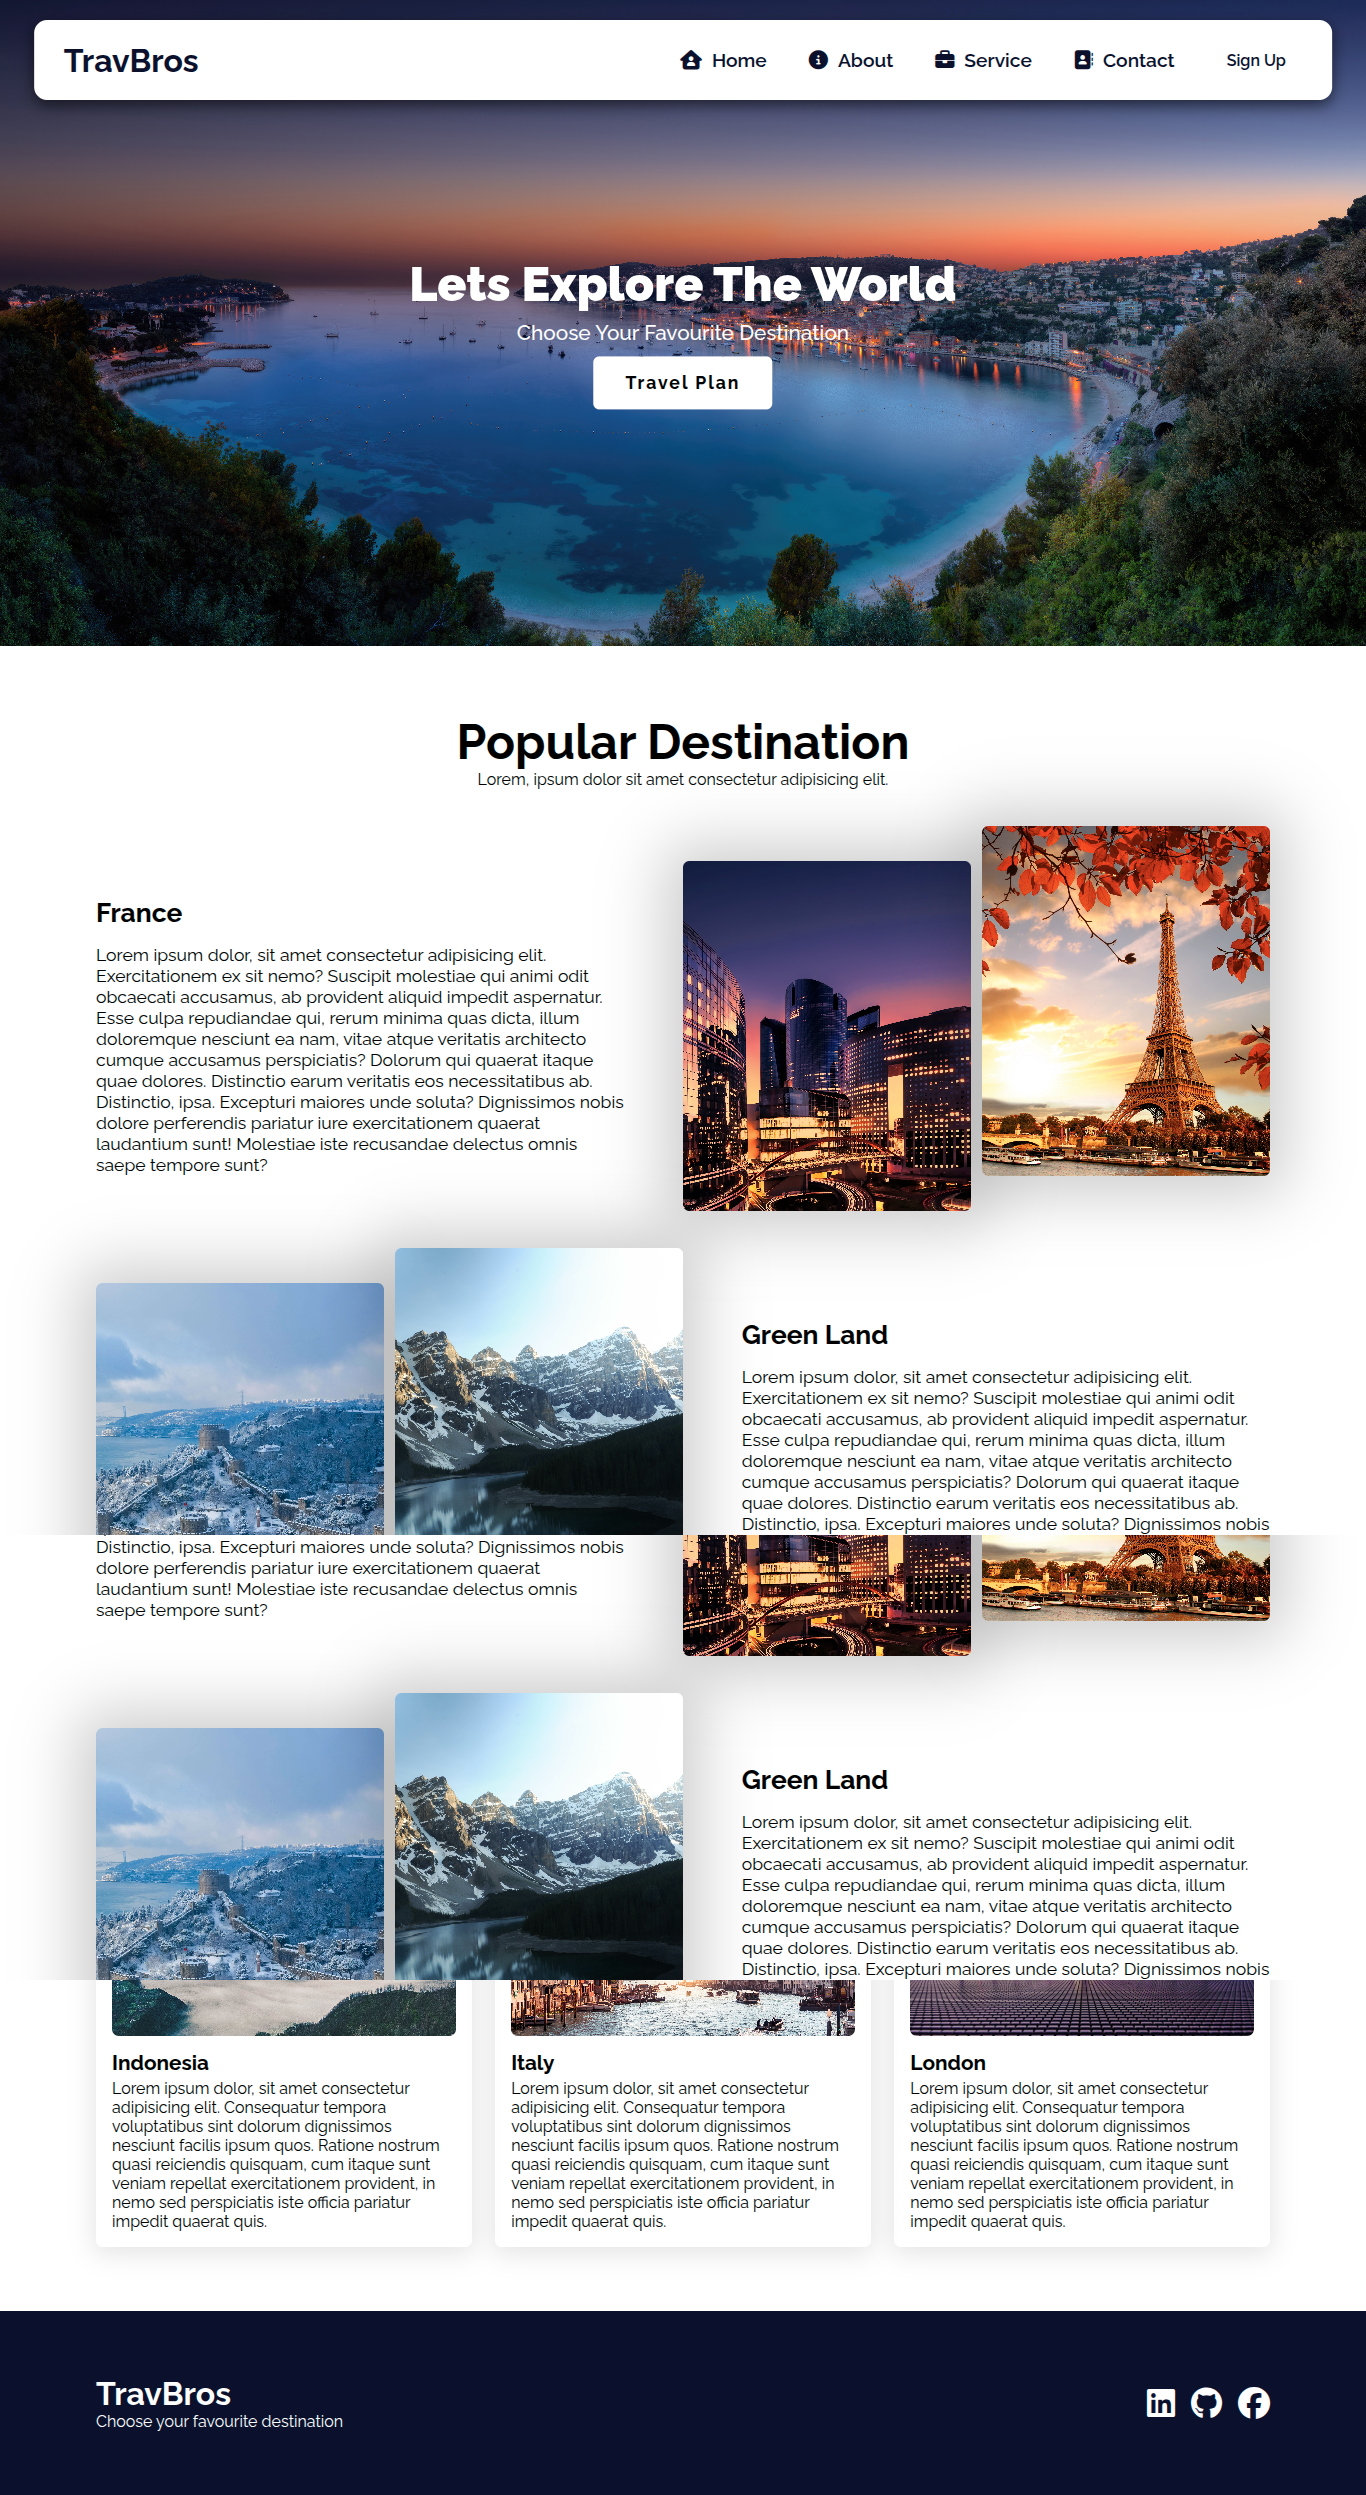 TravBros
Home
About
Service
Contact
Sign Up
Lets Explore The World
Choose Your Favourite Destination
Travel Plan
Popular Destination
Lorem, ipsum dolor sit amet consectetur adipisicing elit.
France
Lorem ipsum dolor, sit amet consectetur adipisicing elit.
Exercitationem ex sit nemo? Suscipit molestiae qui animi odit
obcaecati accusamus, ab provident aliquid impedit aspernatur.
Esse culpa repudiandae qui, rerum minima quas dicta, illum
doloremque nesciunt ea nam, vitae atque veritatis architecto
cumque accusamus perspiciatis? Dolorum qui quaerat itaque
quae dolores. Distinctio earum veritatis eos necessitatibus ab.
Distinctio, ipsa. Excepturi maiores unde soluta? Dignissimos nobis
dolore perferendis pariatur iure exercitationem quaerat
laudantium sunt! Molestiae iste recusandae delectus omnis
saepe tempore sunt?
Green Land
Lorem ipsum dolor, sit amet consectetur adipisicing elit.
Exercitationem ex sit nemo? Suscipit molestiae qui animi odit
obcaecati accusamus, ab provident aliquid impedit aspernatur.
Esse culpa repudiandae qui, rerum minima quas dicta, illum
doloremque nesciunt ea nam, vitae atque veritatis architecto
cumque accusamus perspiciatis? Dolorum qui quaerat itaque
quae dolores. Distinctio earum veritatis eos necessitatibus ab.
Distinctio, ipsa. Excepturi maiores unde soluta? Dignissimos nobis
Distinctio, ipsa. Excepturi maiores unde soluta? Dignissimos nobis
dolore perferendis pariatur iure exercitationem quaerat
laudantium sunt! Molestiae iste recusandae delectus omnis
saepe tempore sunt?
Green Land
Lorem ipsum dolor, sit amet consectetur adipisicing elit.
Exercitationem ex sit nemo? Suscipit molestiae qui animi odit
obcaecati accusamus, ab provident aliquid impedit aspernatur.
Esse culpa repudiandae qui, rerum minima quas dicta, illum
doloremque nesciunt ea nam, vitae atque veritatis architecto
cumque accusamus perspiciatis? Dolorum qui quaerat itaque
quae dolores. Distinctio earum veritatis eos necessitatibus ab.
Distinctio, ipsa. Excepturi maiores unde soluta? Dignissimos nobis
Indonesia
Lorem ipsum dolor, sit amet consectetur
adipisicing elit. Consequatur tempora
voluptatibus sint dolorum dignissimos
nesciunt facilis ipsum quos. Ratione nostrum
quasi reiciendis quisquam, cum itaque sunt
veniam repellat exercitationem provident, in
nemo sed perspiciatis iste officia pariatur
impedit quaerat quis.
Italy
Lorem ipsum dolor, sit amet consectetur
adipisicing elit. Consequatur tempora
voluptatibus sint dolorum dignissimos
nesciunt facilis ipsum quos. Ratione nostrum
quasi reiciendis quisquam, cum itaque sunt
veniam repellat exercitationem provident, in
nemo sed perspiciatis iste officia pariatur
impedit quaerat quis.
London
Lorem ipsum dolor, sit amet consectetur
adipisicing elit. Consequatur tempora
voluptatibus sint dolorum dignissimos
nesciunt facilis ipsum quos. Ratione nostrum
quasi reiciendis quisquam, cum itaque sunt
veniam repellat exercitationem provident, in
nemo sed perspiciatis iste officia pariatur
impedit quaerat quis.
TravBros
Choose your favourite destination